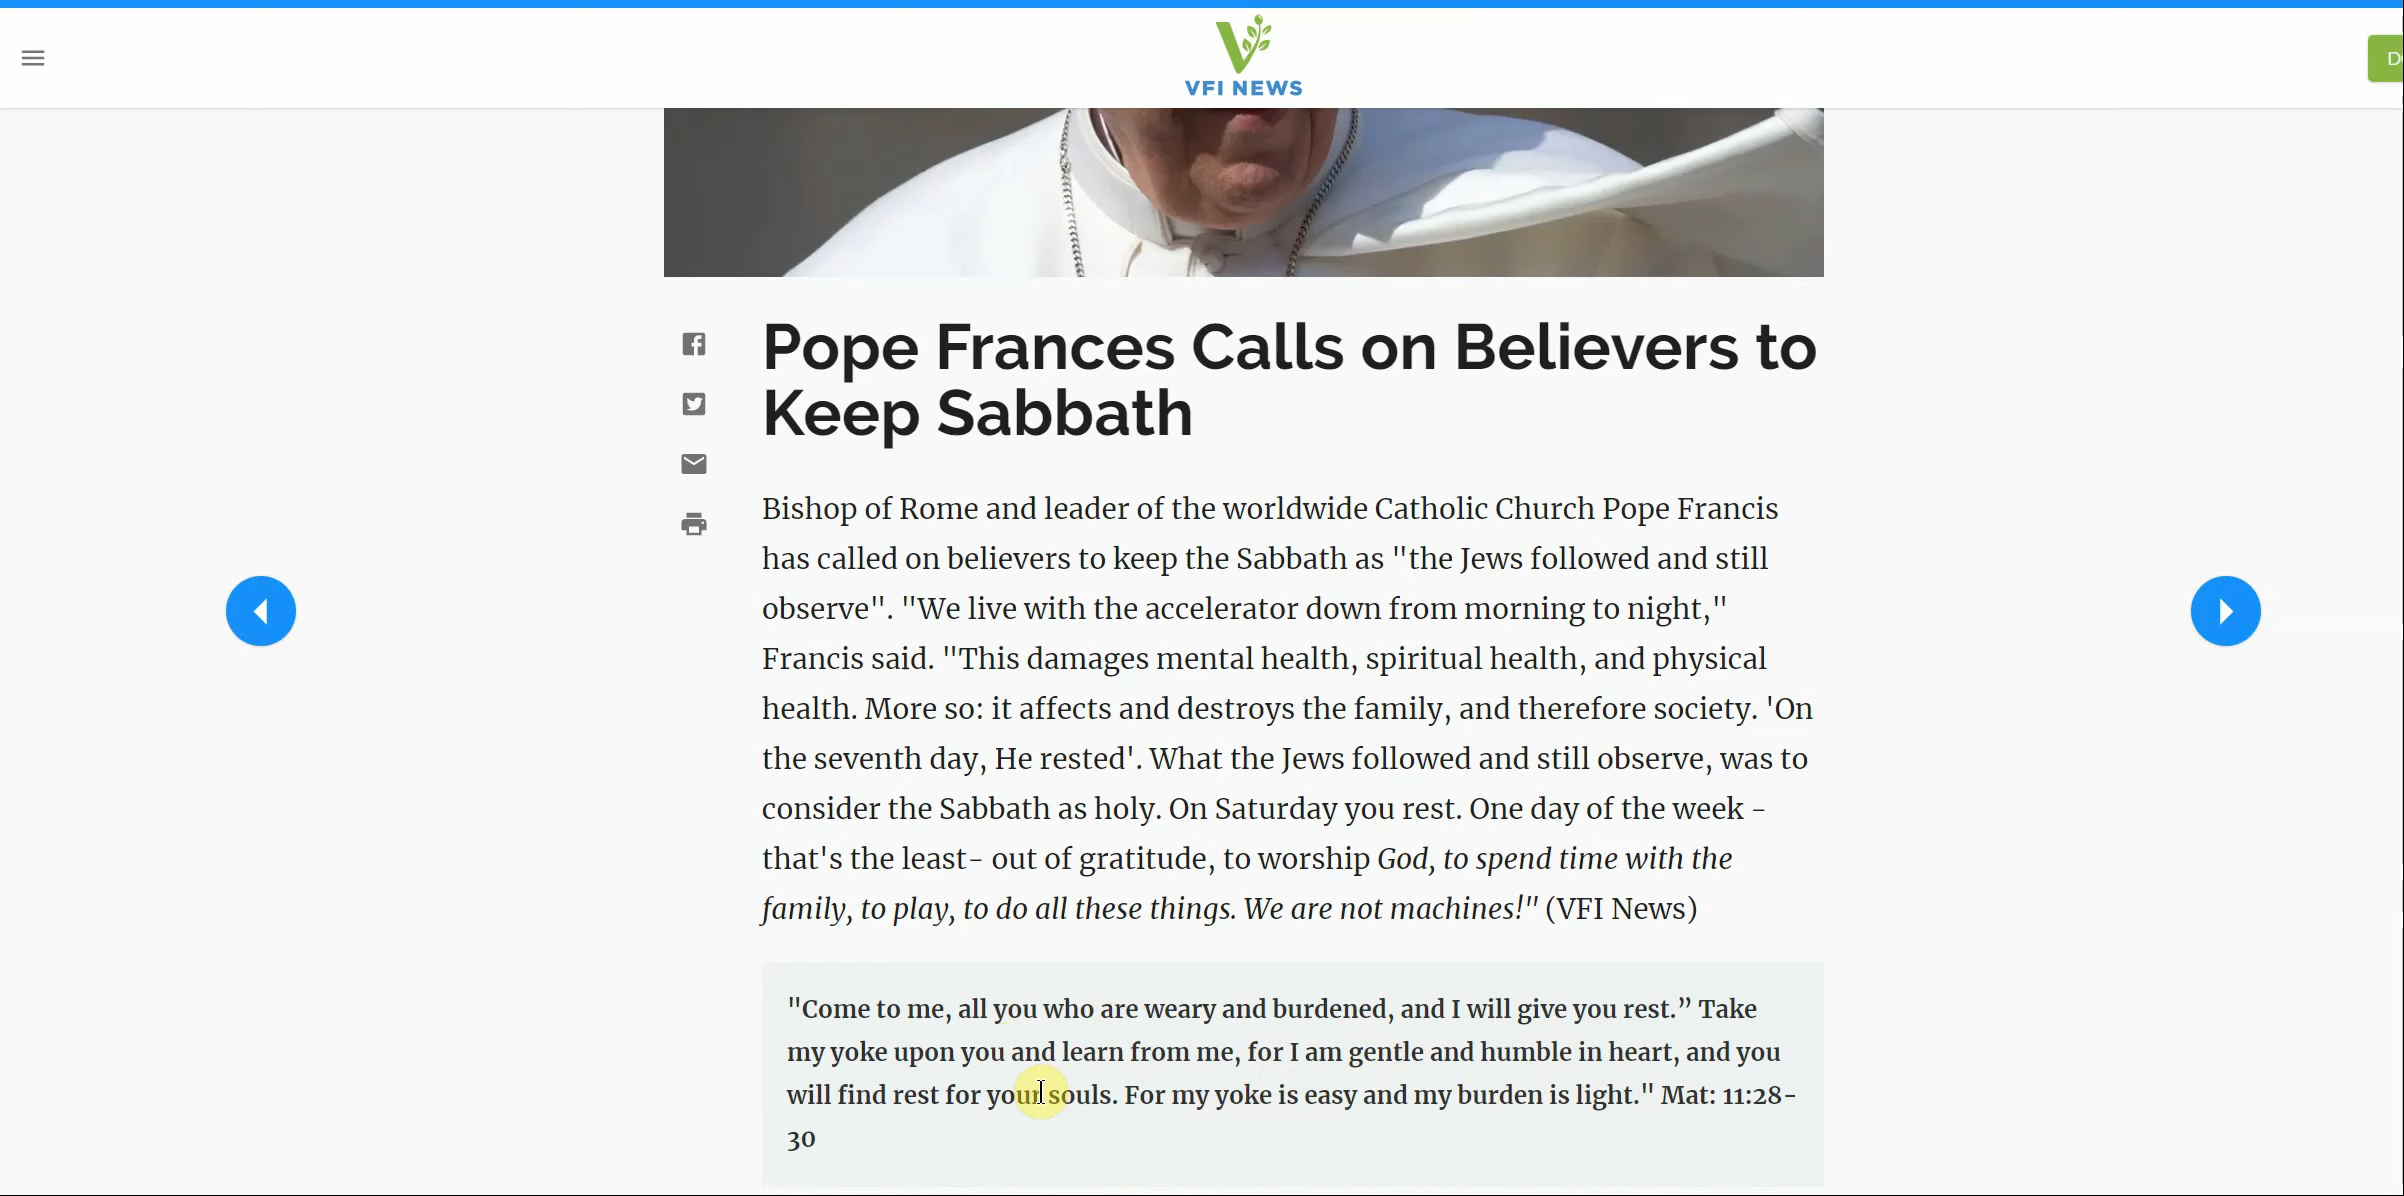 VFI NEWS
D
Pope Frances Calls on Believers to
Keep Sabbath
Bishop of Rome and leader of the worldwide Catholic Church Pope Francis
has called on believers to keep the Sabbath as "the Jews followed and still
observe". "We live with the accelerator down from morning to night,"
Francis said. "This damages mental health, spiritual health, and physical
health. More so: it affects and destroys the family, and therefore society. 'On
the seventh day, He rested'. What the Jews followed and still observe, was to
consider the Sabbath as holy. On Saturday you rest. One day of the week -
that's the least- out of gratitude, to worship God, to spend time with the
family, to play, to do all these things. We are not machines!" (VFI News)
"Come to me, all you who are weary and burdened, and I will give you rest.” Take
my yoke upon you and learn from me, for I am gentle and humble in heart, and you
will find rest for your souls. For my yoke is easy and my burden is light." Mat: 11:28-
30